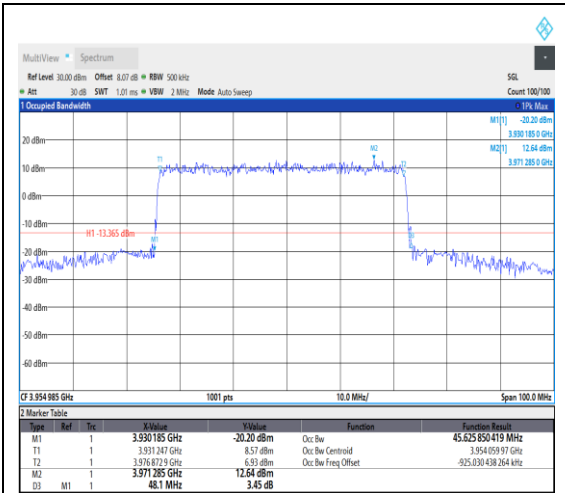 MultiView Spectrum
Ref Level 30.00 dBm Offset 8.07 dB RBW 500 kHz SGL
Att 30 dB SWT 1.01 ms VBW 2 MHz Mode Auto Sweep Count 100/100
1 Occupied Bandwidth 1Pk Max
M1[1] -20.20 dBm
3.930 185 0 GHz
M2[1] 12.64 dBm
3.971 285 0 GHz
20 dBm
M2
T1
10 dBm
0 dBm
-10 dBm
H1 -13.365 dBm
M1
-20 dBm
-30 dBm
-40 dBm
-50 dBm
-60 dBm
CF 3.954 985 GHz 1001 pts 10.0 MHz/ Span 100.0 MHz
2 Marker Table
Type Ref Trc X-Value Y-Value Function Function Result
M1 1 3.930185 GHz -20.20 dBm Occ Bw 45.625 850 419 MHz
T1 1 3.931 247 GHz 8.57 dBm Occ Bw Centroid 3.954 059 97 GHz
T2 1 3.976 872 9 GHz 6.93 dBm Occ Bw Freq Offset -925.030 438 264 kHz
M2 1 3.971 285 GHz 12.64 dBm
D3 M1 1 48.1 MHz 3.45 dB